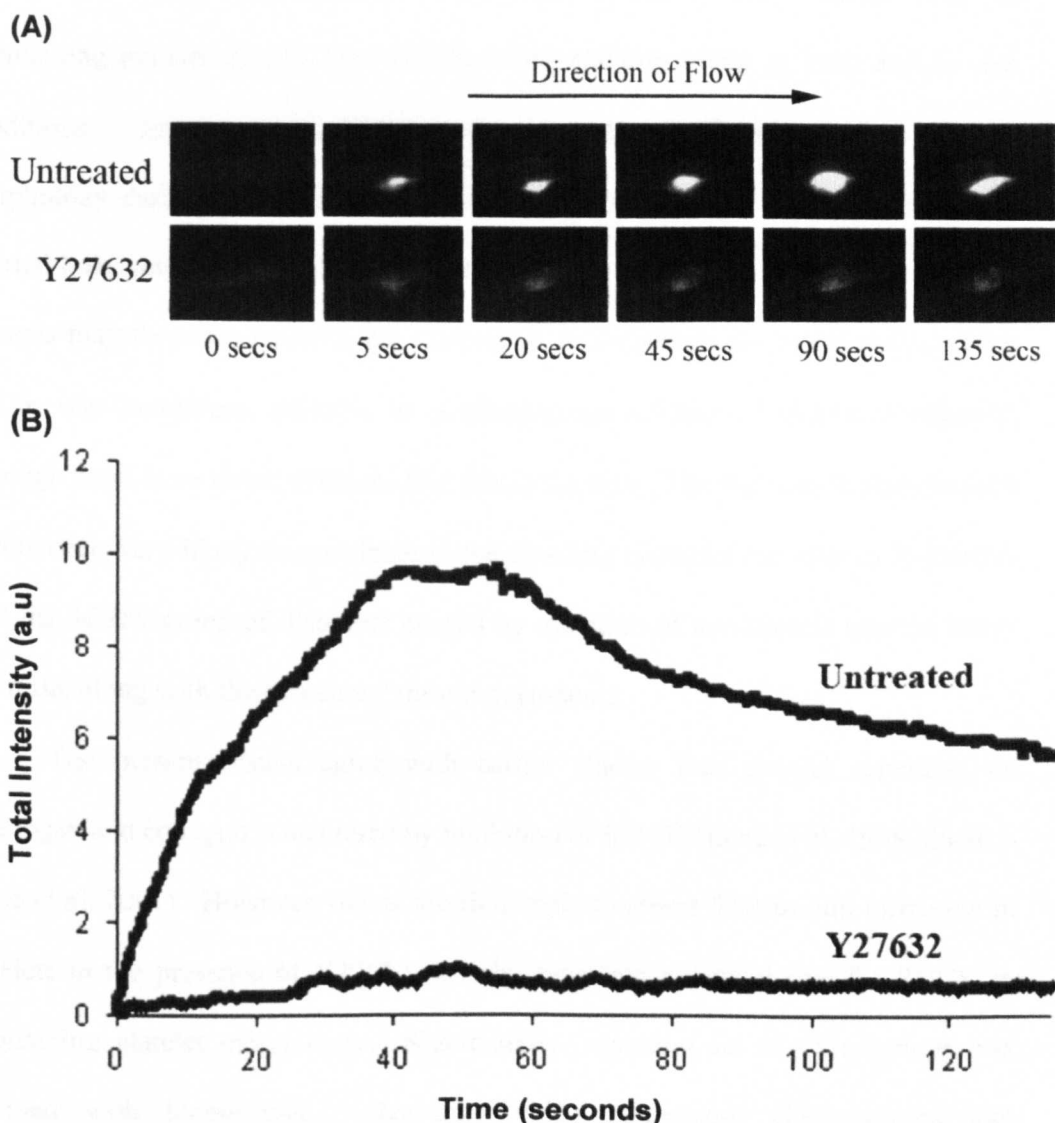 (A)
Direction of Flow
Untreated
Y27632
0 secs 5 secs 20 secs 45 secs 90 secs 135 secs
(B)
12
10
8
6
4
2
0
Total Intensity (a.u)
Untreated
Y27632
0 20 40 60 80 100 120
Time (seconds)